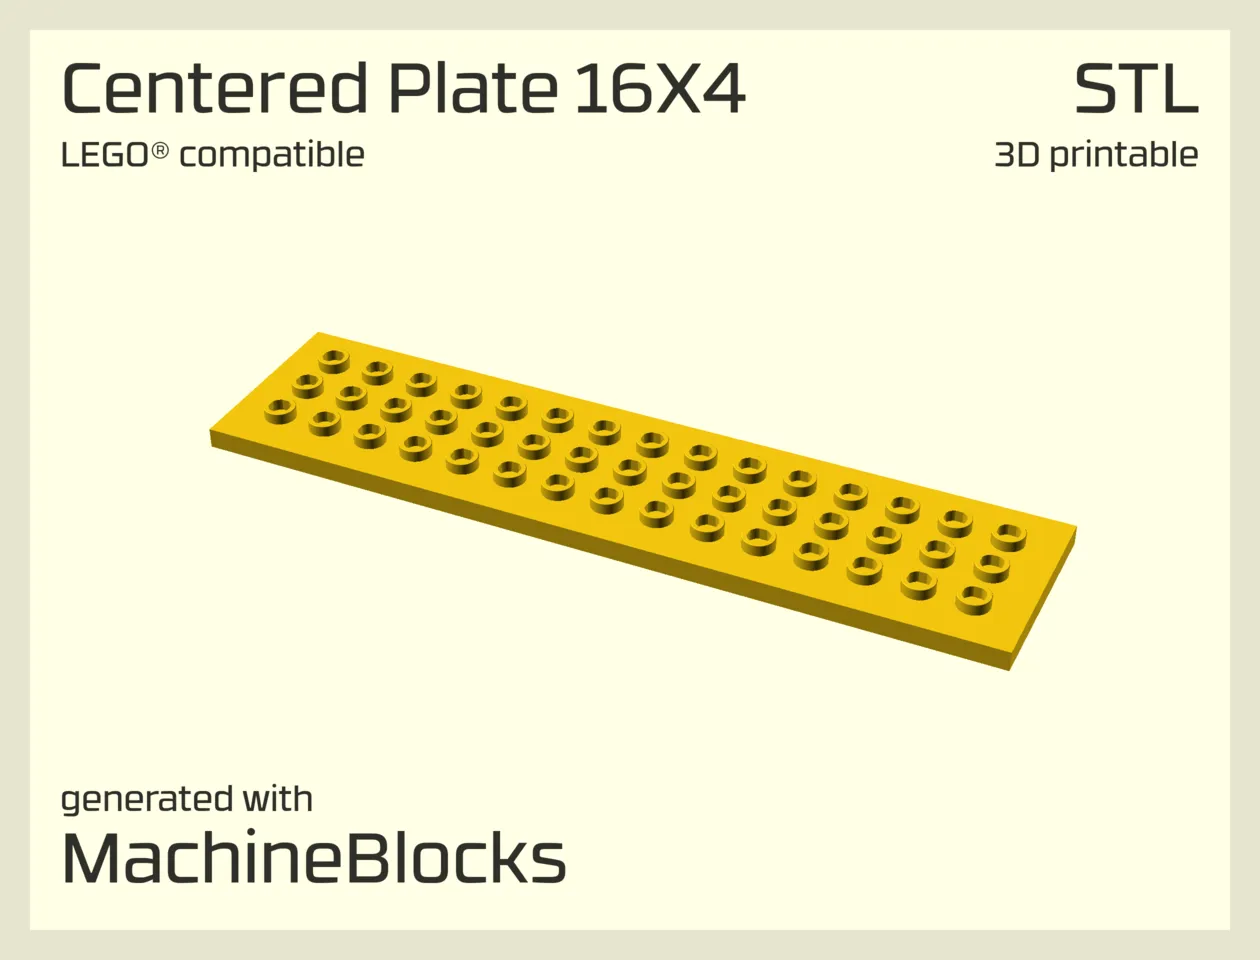 Centered Plate 16X4
STL
LEGO® compatible
3D printable
generated with
MachineBlocks